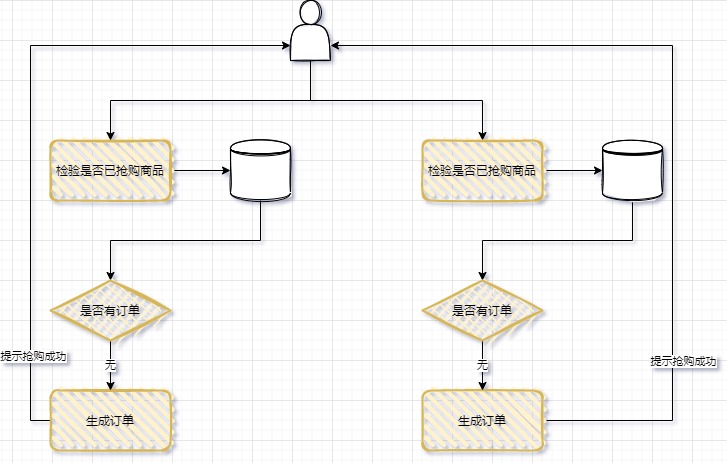 检验是否已抢购商品
检验是否已抢购商品
是否有订单
是否有订单
提示抢购成功
无
无
提示抢购成功
生成订单
生成订单